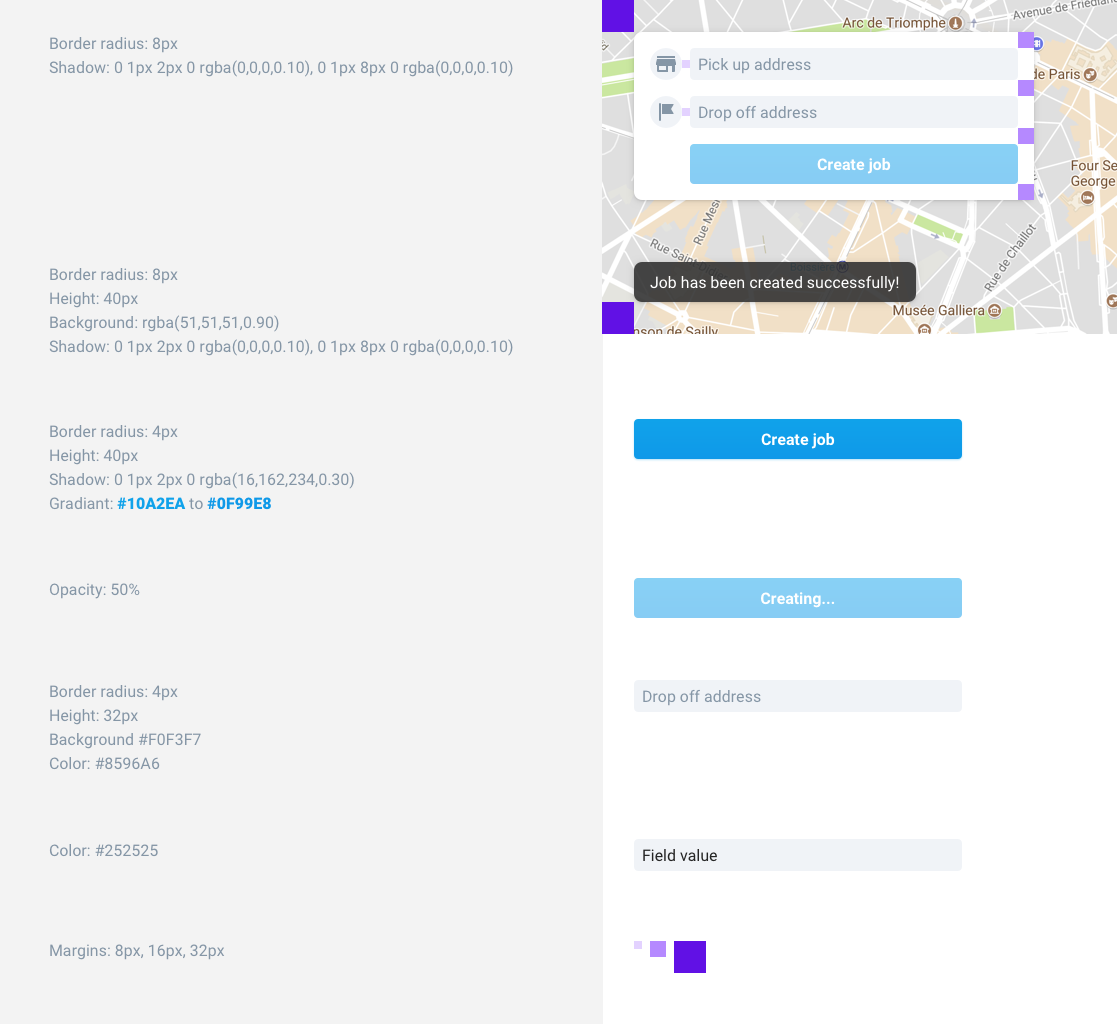 Border radius: 8px
Shadow: 0 1px 2px 0 rgba(0,0,0,0.10), 0 1px 8px 0 rgba(0,0,0,0.10)
Arc de Triomphe
Avenue de Friedlan
Pick up address
de Paris
Drop off address
Create job
Four Se
George
Rue Mesi
Rue Saint
Rue de Chaillot
Job has been created successfully!
Musée Galliera
nson de Sailly
Border radius: 8px
Height: 40px
Background: rgba(51,51,51,0.90)
Shadow: 0 1px 2px 0 rgba(0,0,0,0.10), 0 1px 8px 0 rgba(0,0,0,0.10)
Border radius: 4px
Height: 40px
Shadow: 0 1px 2px 0 rgba(16,162,234,0.30)
Gradiant: #10A2EA to #0F99E8
Create job
Opacity: 50%
Creating...
Border radius: 4px
Height: 32px
Background #F0F3F7
Color: #8596A6
Drop off address
Color: #252525
Field value
Margins: 8px, 16px, 32px